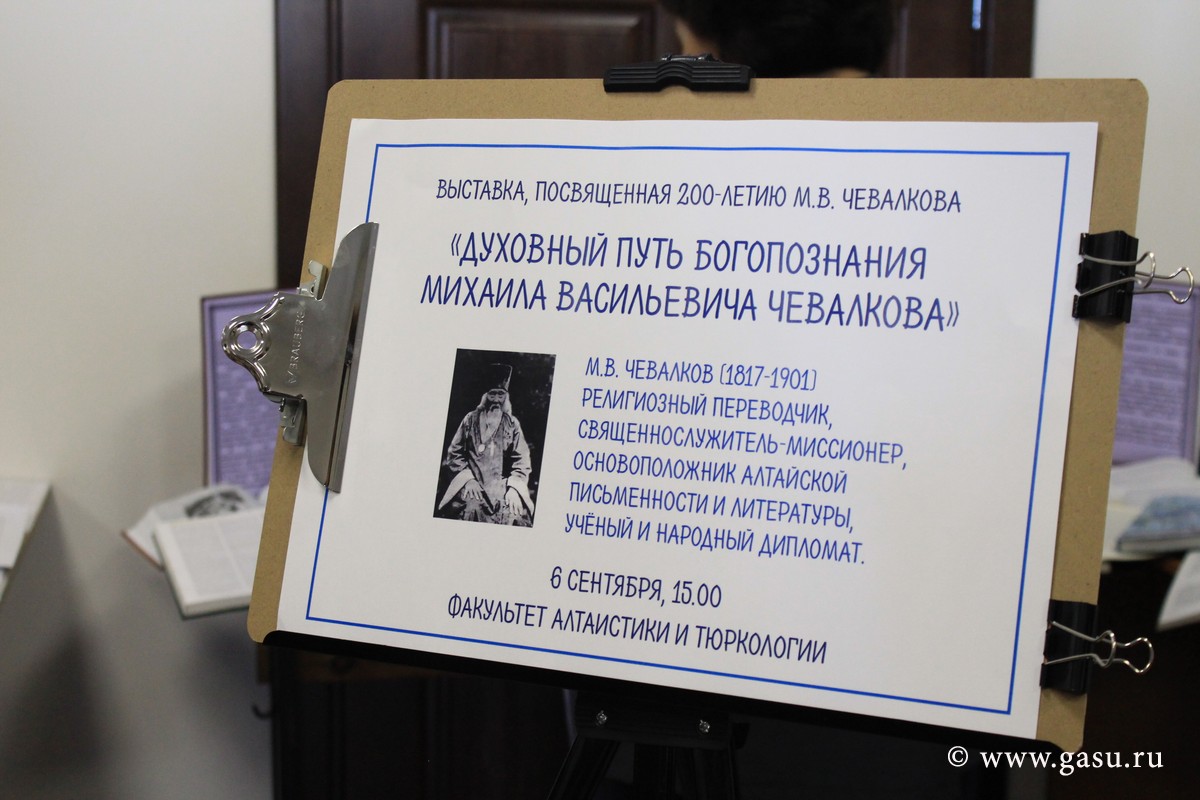 ВЫСТАВКА, ПОСВЯЩЕННАЯ 200-ЛЕТИЮ М.В. ЧЕВАЛКОВА
«ДУХОВНЫЙ ПУТЬ БОГОПОЗНАНИЯ
МИХАИЛА ВАСИЛЬЕВИЧА ЧЕВАЛКОВА»
М.В. ЧЕВАЛКОВ (1817-1901)
РЕЛИГИОЗНЫЙ ПЕРЕВОДЧИК,
СВЯЩЕННОСЛУЖИТЕЛЬ-МИССИОНЕР,
ОСНОВОПОЛОЖНИК АЛТАЙСКОЙ
ПИСЬМЕННОСТИ И ЛИТЕРАТУРЫ,
УЧЁНЫЙ И НАРОДНЫЙ ДИПЛОМАТ.
6 СЕНТЯБРЯ, 15.00
ФАКУЛЬТЕТ АЛТАИСТИКИ И ТЮРКОЛОГИИ
BRAUBERG
© www.gasu.ru